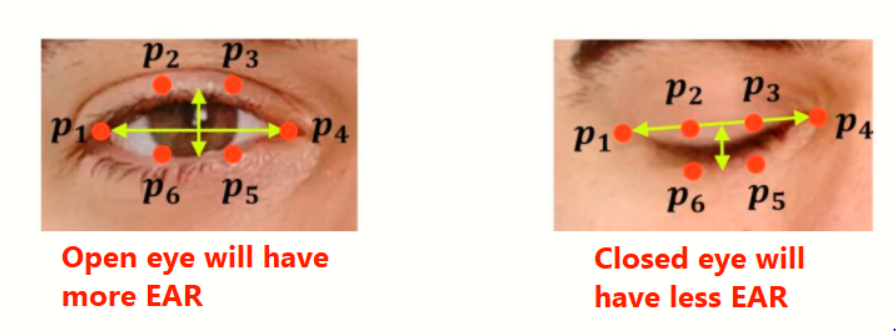 p2 p3
p1 p4
p6 p5
Open eye will have
more EAR
p2 p3
p1 p4
p6 p5
Closed eye will
have less EAR